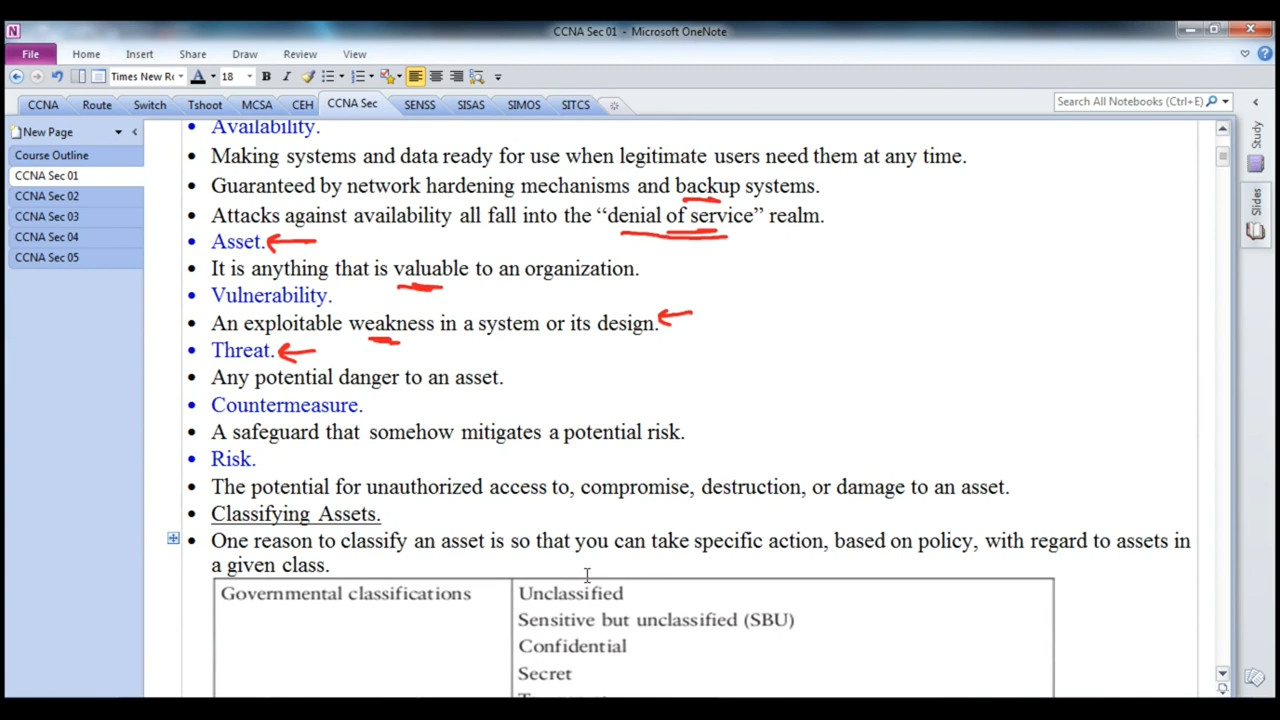 CCNA Sec 01 - Microsoft OneNote
File Home Insert Share Draw Review View
Times New Rc 18 B I
CCNA Route Switch Tshoot MCSA CEH CCNA Sec SENSS SISAS SIMOS SITCS Search All Notebooks (Ctrl+E)
New Page
Course Outline
CCNA Sec 01
CCNA Sec 02
CCNA Sec 03
CCNA Sec 04
CCNA Sec 05
• Availability.
• Making systems and data ready for use when legitimate users need them at any time.
• Guaranteed by network hardening mechanisms and backup systems.
• Attacks against availability all fall into the “denial of service” realm.
• Asset.
• It is anything that is valuable to an organization.
• Vulnerability.
• An exploitable weakness in a system or its design.
• Threat.
• Any potential danger to an asset.
• Countermeasure.
• A safeguard that somehow mitigates a potential risk.
• Risk.
• The potential for unauthorized access to, compromise, destruction, or damage to an asset.
• Classifying Assets.
• One reason to classify an asset is so that you can take specific action, based on policy, with regard to assets in
a given class.
Governmental classifications Unclassified
Sensitive but unclassified (SBU)
Confidential
Secret
Study
Slides